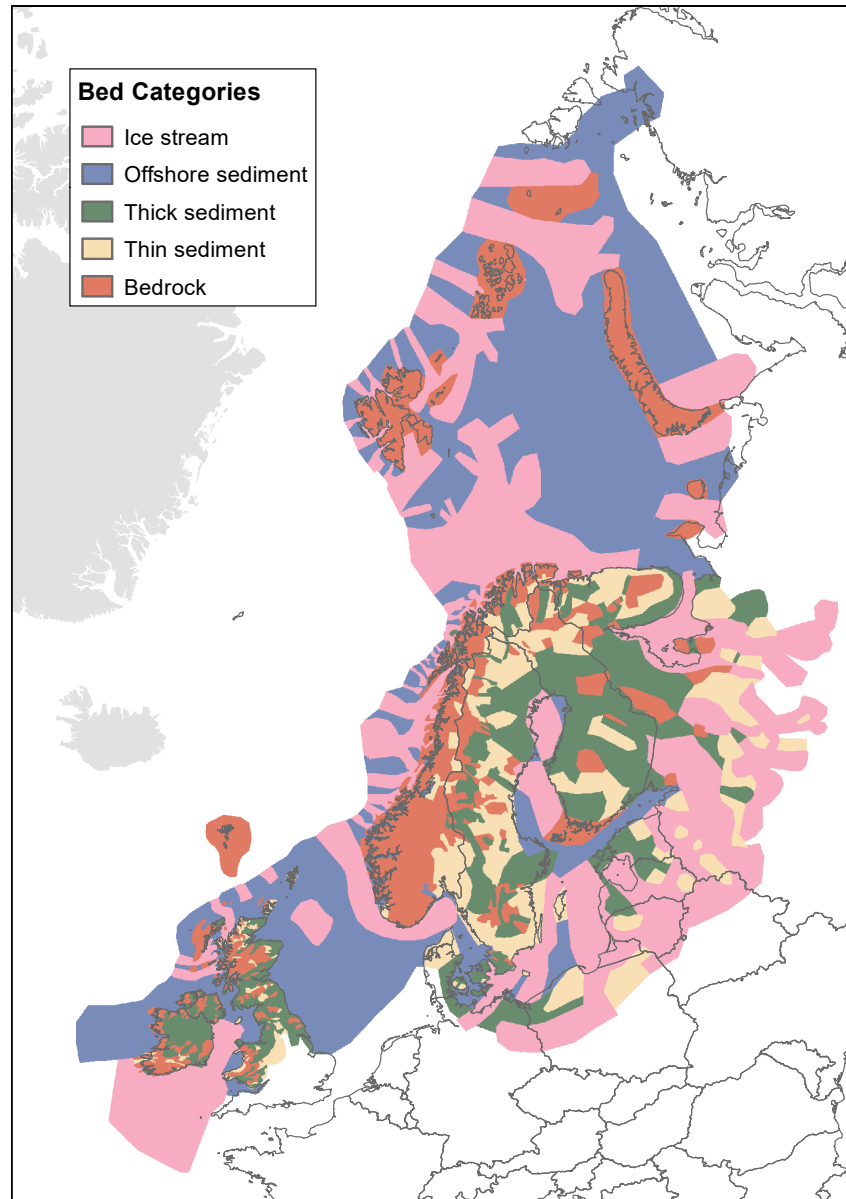 Bed Categories
Ice stream
Offshore sediment
Thick sediment
Thin sediment
Bedrock